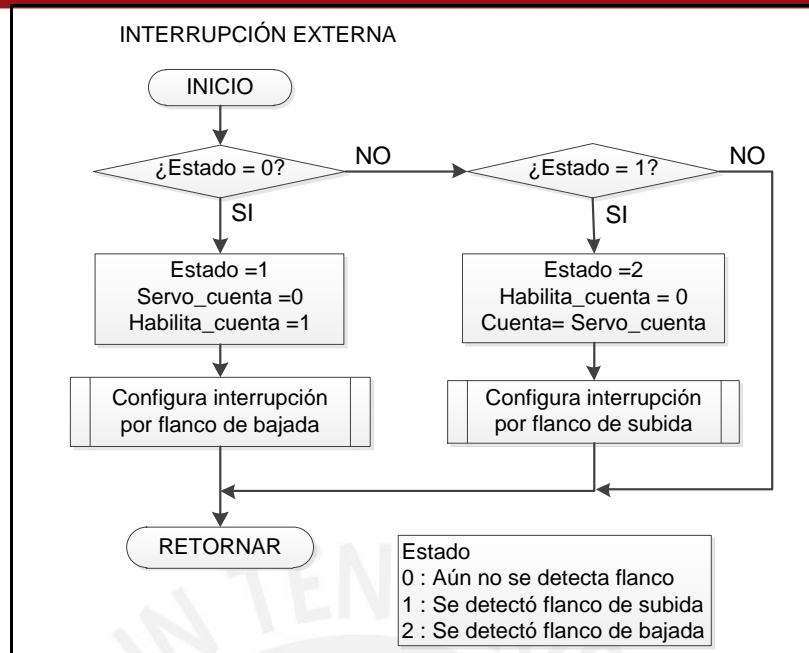 INTERRUPCIÓN EXTERNA
INICIO
¿Estado = 0?
NO
¿Estado = 1?
NO
SI
SI
Estado =1
Servo_cuenta =0
Habilita_cuenta =1
Estado =2
Habilita_cuenta = 0
Cuenta= Servo_cuenta
Configura interrupción
por flanco de bajada
Configura interrupción
por flanco de subida
RETORNAR
Estado
0 : Aún no se detecta flanco
1 : Se detectó flanco de subida
2 : Se detectó flanco de bajada